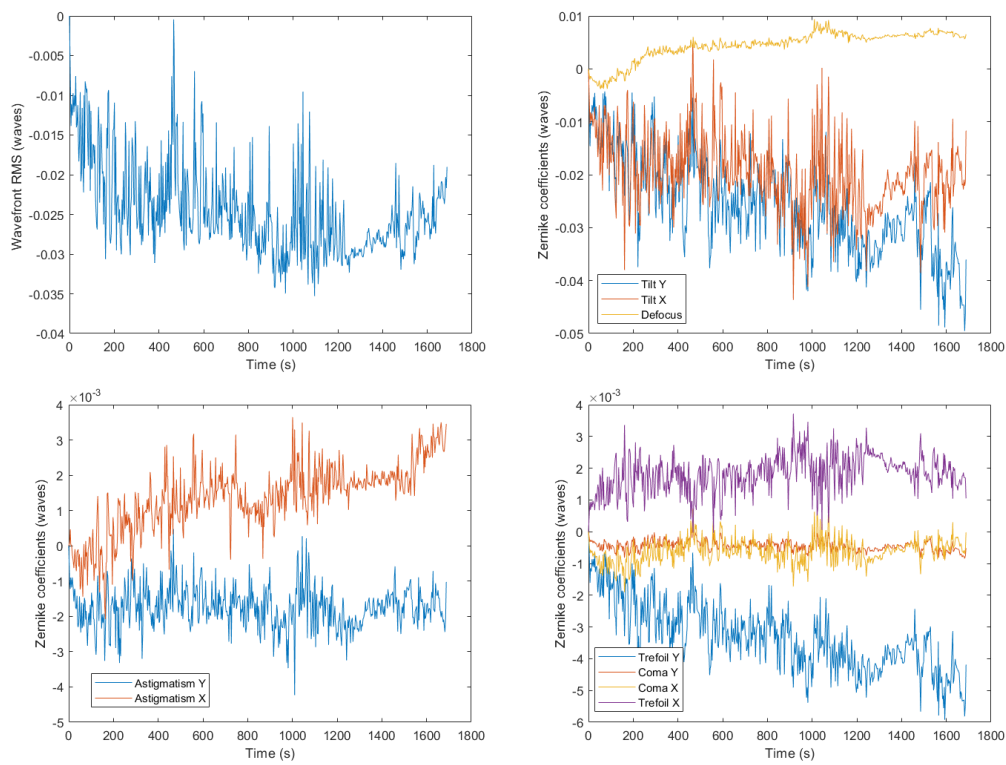 0
-0.005
-0.01
-0.015
-0.02
-0.025
-0.03
-0.035
-0.04
Wavefront RMS (waves)
0 200 400 600 800 1000 1200 1400 1600 1800
Time (s)
0.01
0
-0.01
-0.02
-0.03
-0.04
-0.05
Zernike coefficients (waves)
Tilt Y
Tilt X
Defocus
0 200 400 600 800 1000 1200 1400 1600 1800
Time (s)
×10⁻³
4
3
2
1
0
-1
-2
-3
-4
-5
Zernike coefficients (waves)
Astigmatism Y
Astigmatism X
0 200 400 600 800 1000 1200 1400 1600 1800
Time (s)
×10⁻³
4
3
2
1
0
-1
-2
-3
-4
-5
-6
Zernike coefficients (waves)
Trefoil Y
Coma Y
Coma X
Trefoil X
0 200 400 600 800 1000 1200 1400 1600 1800
Time (s)